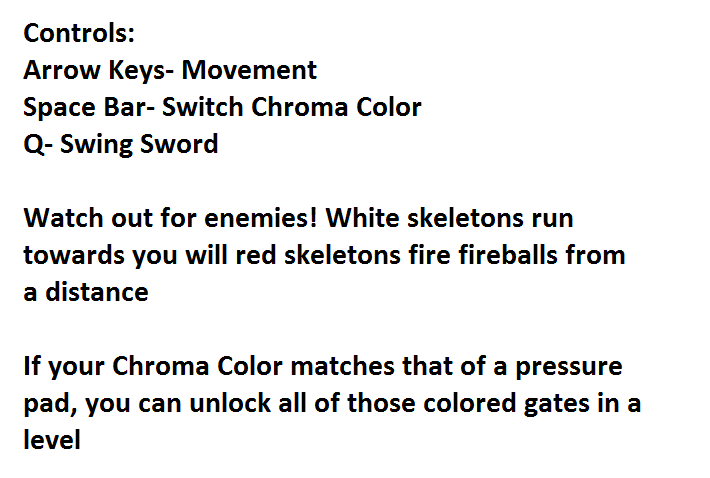 Controls:
Arrow Keys- Movement
Space Bar- Switch Chroma Color
Q- Swing Sword
Watch out for enemies! White skeletons run
towards you will red skeletons fire fireballs from
a distance
If your Chroma Color matches that of a pressure
pad, you can unlock all of those colored gates in a
level